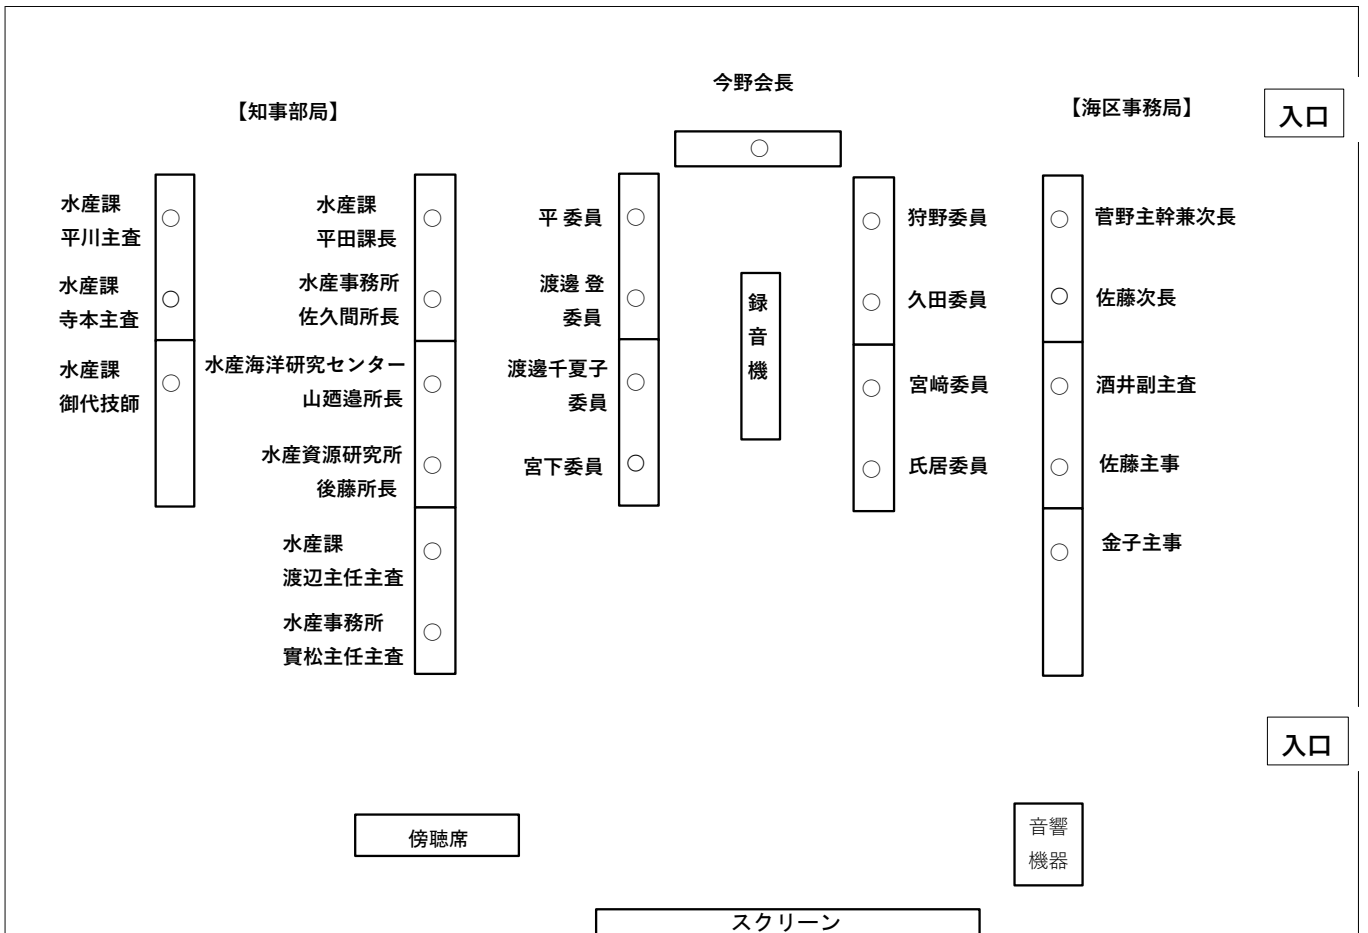 今野会長
【知事部局】
【海区事務局】
入口
水産課
平川主査
水産課
寺本主査
水産課
御代技師
水産課
平田課長
水産事務所
佐久間所長
水産海洋研究センター
山廼邉所長
水産資源研究所
後藤所長
水産課
渡辺主任主査
水産事務所
實松主任主査
平 委員
渡邊 登
委員
渡邊千夏子
委員
宮下委員
録
音
機
狩野委員
久田委員
宮﨑委員
氏居委員
菅野主幹兼次長
佐藤次長
酒井副主査
佐藤主事
金子主事
入口
傍聴席
音響
機器
スクリーン